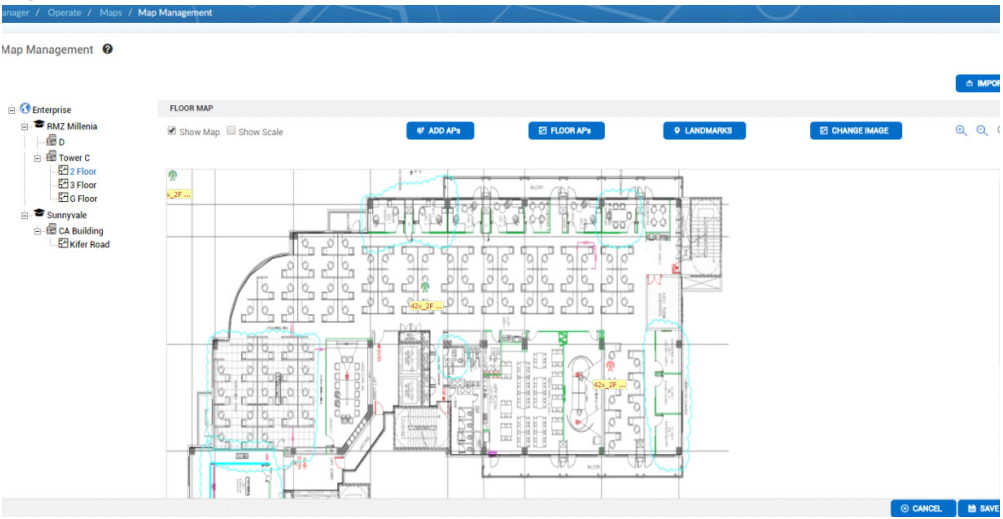 anager / Operate / Maps / Map Management
Map Management ?
IMPOR
Enterprise
RMZ Millenia
D
Tower C
2 Floor
3 Floor
G Floor
Sunnyvale
CA Building
Kifer Road
FLOOR MAP
Show Map Show Scale
ADD APs
FLOOR APs
LANDMARKS
CHANGE IMAGE
x_2F ...
42x_2F ...
42x_2F ...
CANCEL
SAVE